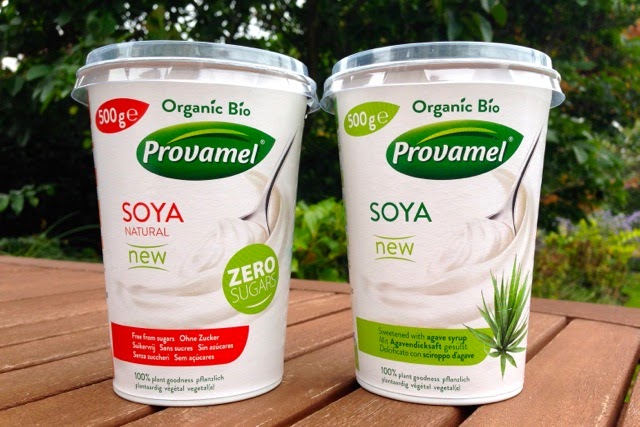 500g e
Organic Bio
Provamel®
SOYA
NATURAL
new
ZERO
SUGARS
Free from sugars Ohne Zucker
Suikervrij Sens sucres Sin azúcares
Senza zuccheri Sem açúcares
100% plant goodness pflanzlich
plantaardig végétal vegetal(e)
500g e
Organic Bio
Provamel®
SOYA
new
Sweetened with agave syrup
Mit Agavendicksaft gesüßt
Dolcificato con sciroppo d'agave
100% plant goodness pflanzlich
plantaardig végétal vegetal(e)